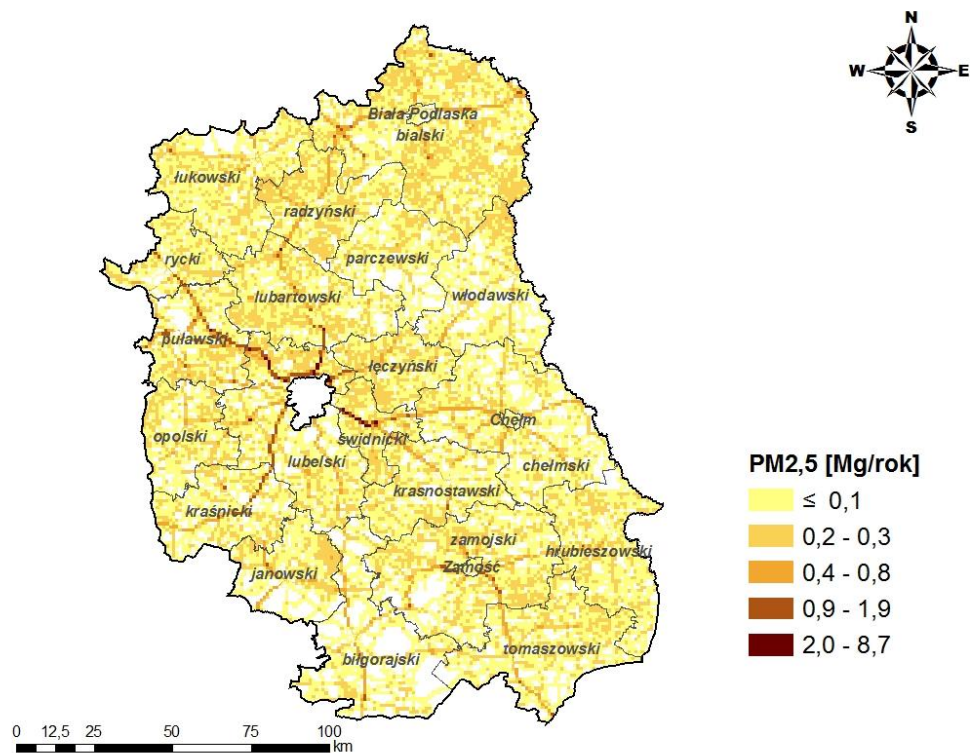 N
W E
S
Biała Podlaska
bialski
łukowski
radzyński
rycki
parczewski
lubartowski
włodawski
puławski
łęczyński
opolski
Chełm
świdnicki
lubelski
chełmski
krasnostawski
kraśnicki
zamojski
hrubieszowski
Zamość
janowski
tomaszowski
biłgorajski
PM2,5 [Mg/rok]
≤ 0,1
0,2 - 0,3
0,4 - 0,8
0,9 - 1,9
2,0 - 8,7
0 12,5 25 50 75 100
km